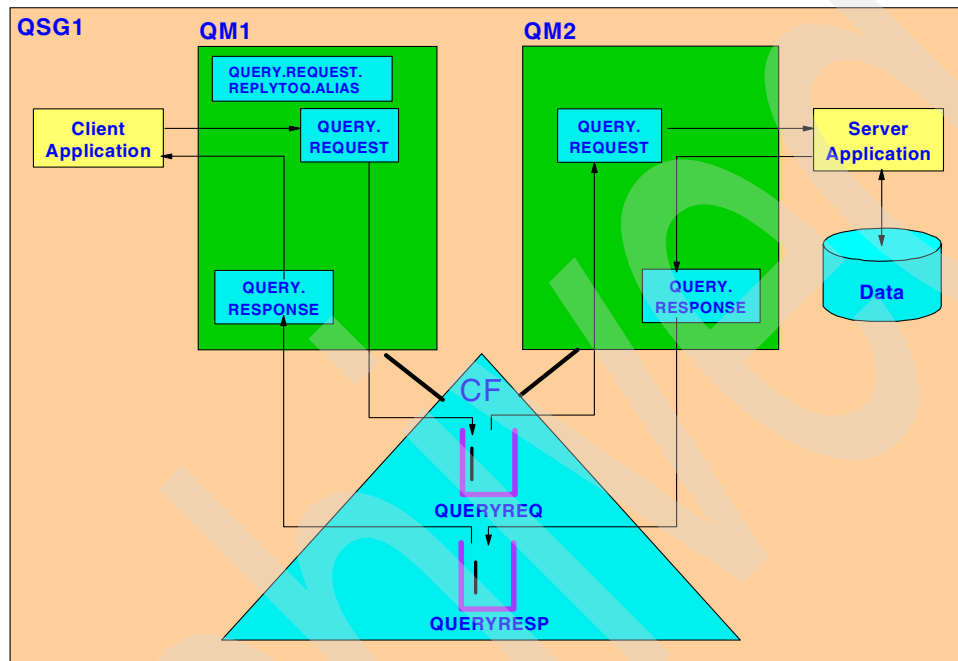 QSG1
QM1
QM2
QUERY.REQUEST.
REPLYTOQ.ALIAS
Client
Application
QUERY.
REQUEST
QUERY.
REQUEST
Server
Application
QUERY.
RESPONSE
QUERY.
RESPONSE
Data
CF
QUERYREQ
QUERYRESP